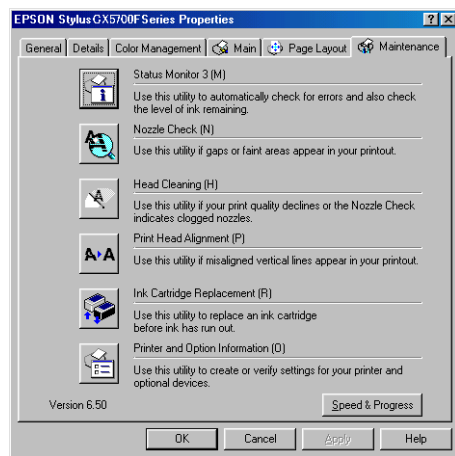 EPSON Stylus GX5700F Series Properties
General Details Color Management Main Page Layout Maintenance
Status Monitor 3 (M)
Use this utility to automatically check for errors and also check
the level of ink remaining.
Nozzle Check (N)
Use this utility if gaps or faint areas appear in your printout.
Head Cleaning (H)
Use this utility if your print quality declines or the Nozzle Check
indicates clogged nozzles.
Print Head Alignment (P)
Use this utility if misaligned vertical lines appear in your printout.
Ink Cartridge Replacement (R)
Use this utility to replace an ink cartridge
before ink has run out.
Printer and Option Information (O)
Use this utility to create or verify settings for your printer and
optional devices.
Version 6.50
Speed & Progress
OK Cancel Apply Help